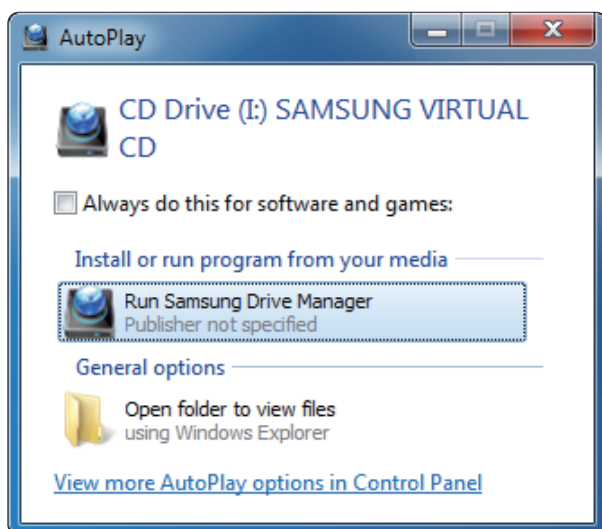 AutoPlay
CD Drive (I:) SAMSUNG VIRTUAL
CD
Always do this for software and games:
Install or run program from your media
Run Samsung Drive Manager
Publisher not specified
General options
Open folder to view files
using Windows Explorer
View more AutoPlay options in Control Panel